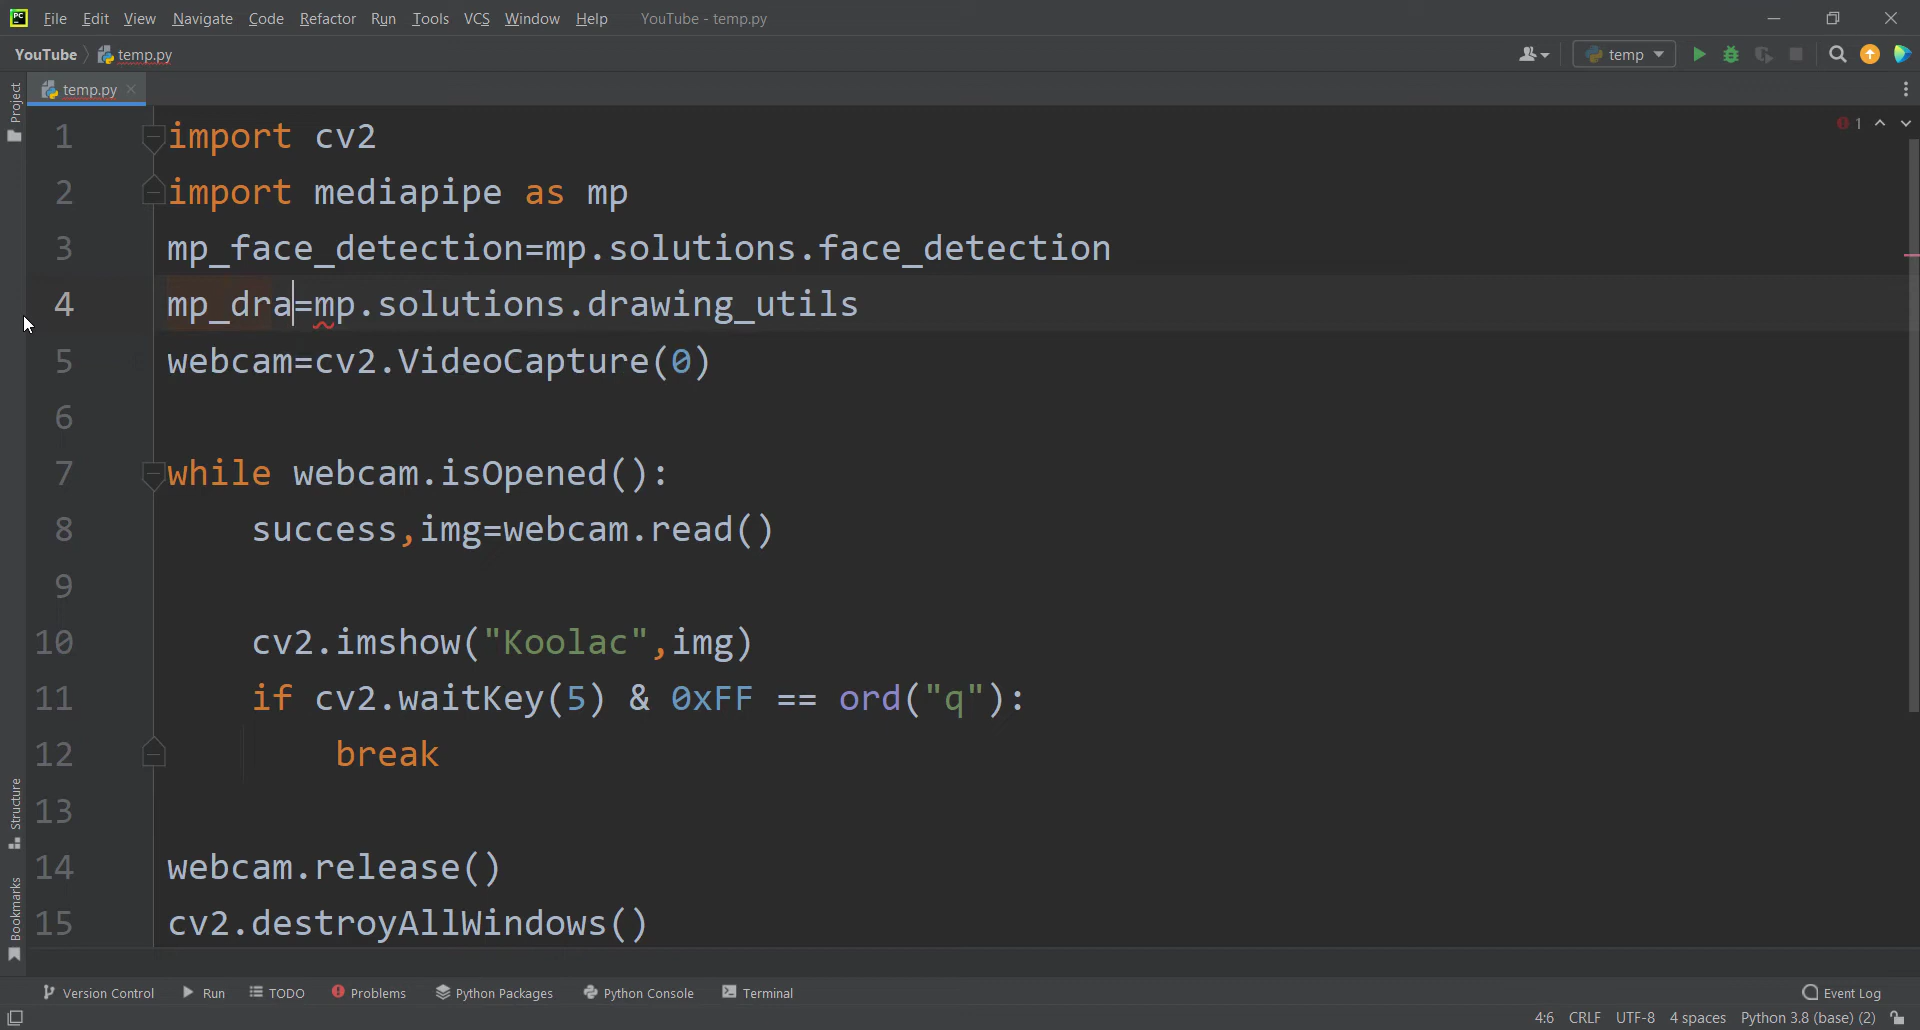 PC File Edit View Navigate Code Refactor Run Tools VCS Window Help YouTube - temp.py
YouTube temp.py temp
temp.py
Project
1 import cv2
1
2 import mediapipe as mp
3 mp_face_detection=mp.solutions.face_detection
4 mp_dra=mp.solutions.drawing_utils
5 webcam=cv2.VideoCapture(0)
6
7 while webcam.isOpened():
8 success,img=webcam.read()
9
10 cv2.imshow("Koolac",img)
11 if cv2.waitKey(5) & 0xFF == ord("q"):
12 break
13
Structure
14 webcam.release()
15 cv2.destroyAllWindows()
Bookmarks
Version Control Run TODO Problems Python Packages Python Console Terminal Event Log
4:6 CRLF UTF-8 4 spaces Python 3.8 (base) (2)